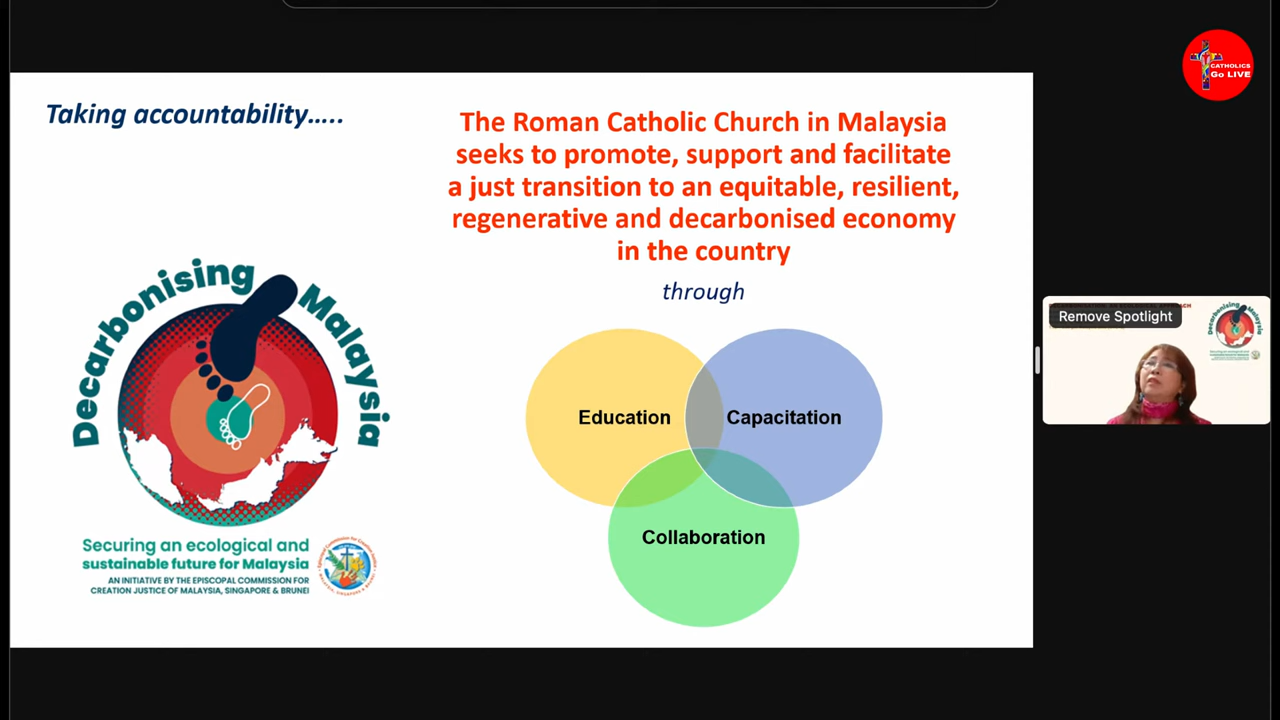 Taking accountability…..
The Roman Catholic Church in Malaysia
seeks to promote, support and facilitate
a just transition to an equitable, resilient,
regenerative and decarbonised economy
in the country
through
Education
Capacitation
Collaboration
Decarbonising Malaysia
Securing an ecological and
sustainable future for Malaysia
AN INITIATIVE BY THE EPISCOPAL COMMISSION FOR
CREATION JUSTICE OF MALAYSIA, SINGAPORE & BRUNEI
CATHOLICS
Go LIVE
Remove Spotlight
Decarbonising Malaysia